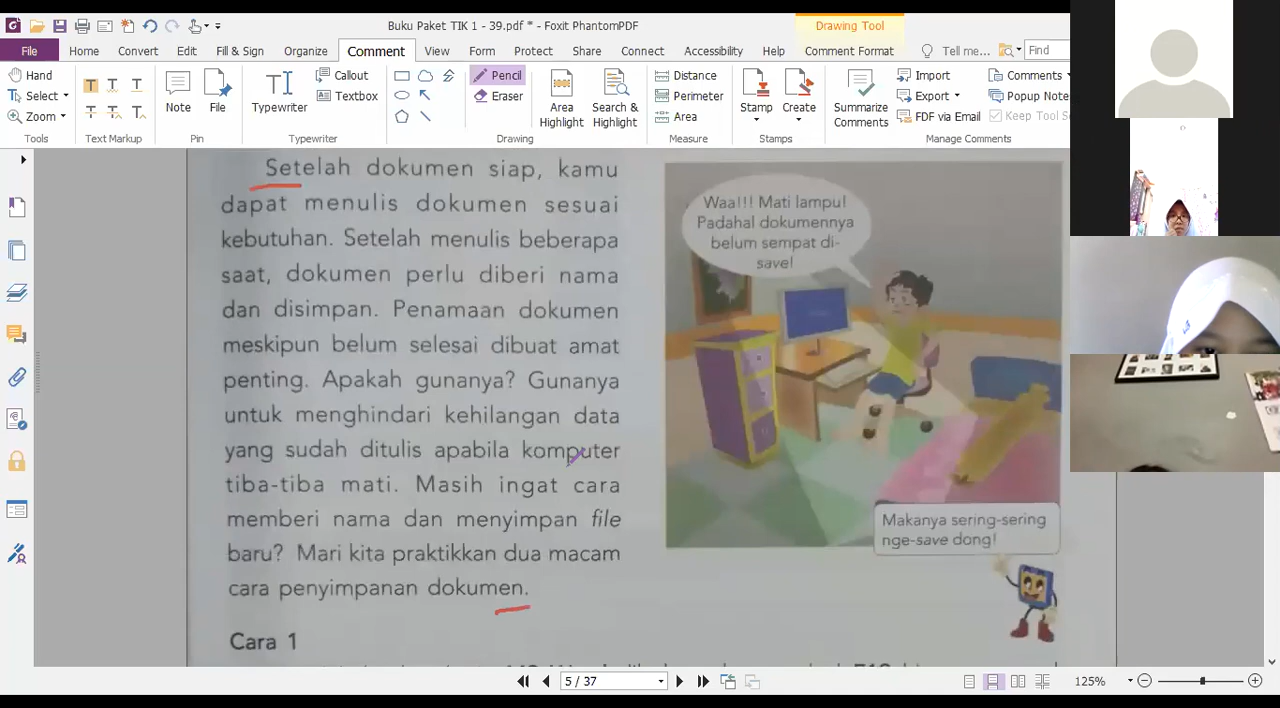 Buku Paket TIK 1 - 39.pdf * - Foxit PhantomPDF
Drawing Tool
File Home Convert Edit Fill & Sign Organize Comment View Form Protect Share Connect Accessibility Help Comment Format Tell me... Find
Hand
Select
Zoom
Tools
T T T
T T T
Text Markup
Note
File
Pin
Typewriter
Callout
Textbox
Typewriter
Pencil
Eraser
Area
Highlight
Search &
Highlight
Drawing
Distance
Perimeter
Area
Measure
Stamp
Create
Stamps
Summarize
Comments
Import
Export
FDF via Email
Comments
Popup Note
Keep Tool
Manage Comments
Setelah dokumen siap, kamu
dapat menulis dokumen sesuai
kebutuhan. Setelah menulis beberapa
saat, dokumen perlu diberi nama
dan disimpan. Penamaan dokumen
meskipun belum selesai dibuat amat
penting. Apakah gunanya? Gunanya
untuk menghindari kehilangan data
yang sudah ditulis apabila komputer
tiba-tiba mati. Masih ingat cara
memberi nama dan menyimpan file
baru? Mari kita praktikkan dua macam
cara penyimpanan dokumen.
Cara 1
Waa!!! Mati lampu!
Padahal dokumennya
belum sempat di-
save!
Makanya sering-sering
nge-save dong!
5 / 37
125%